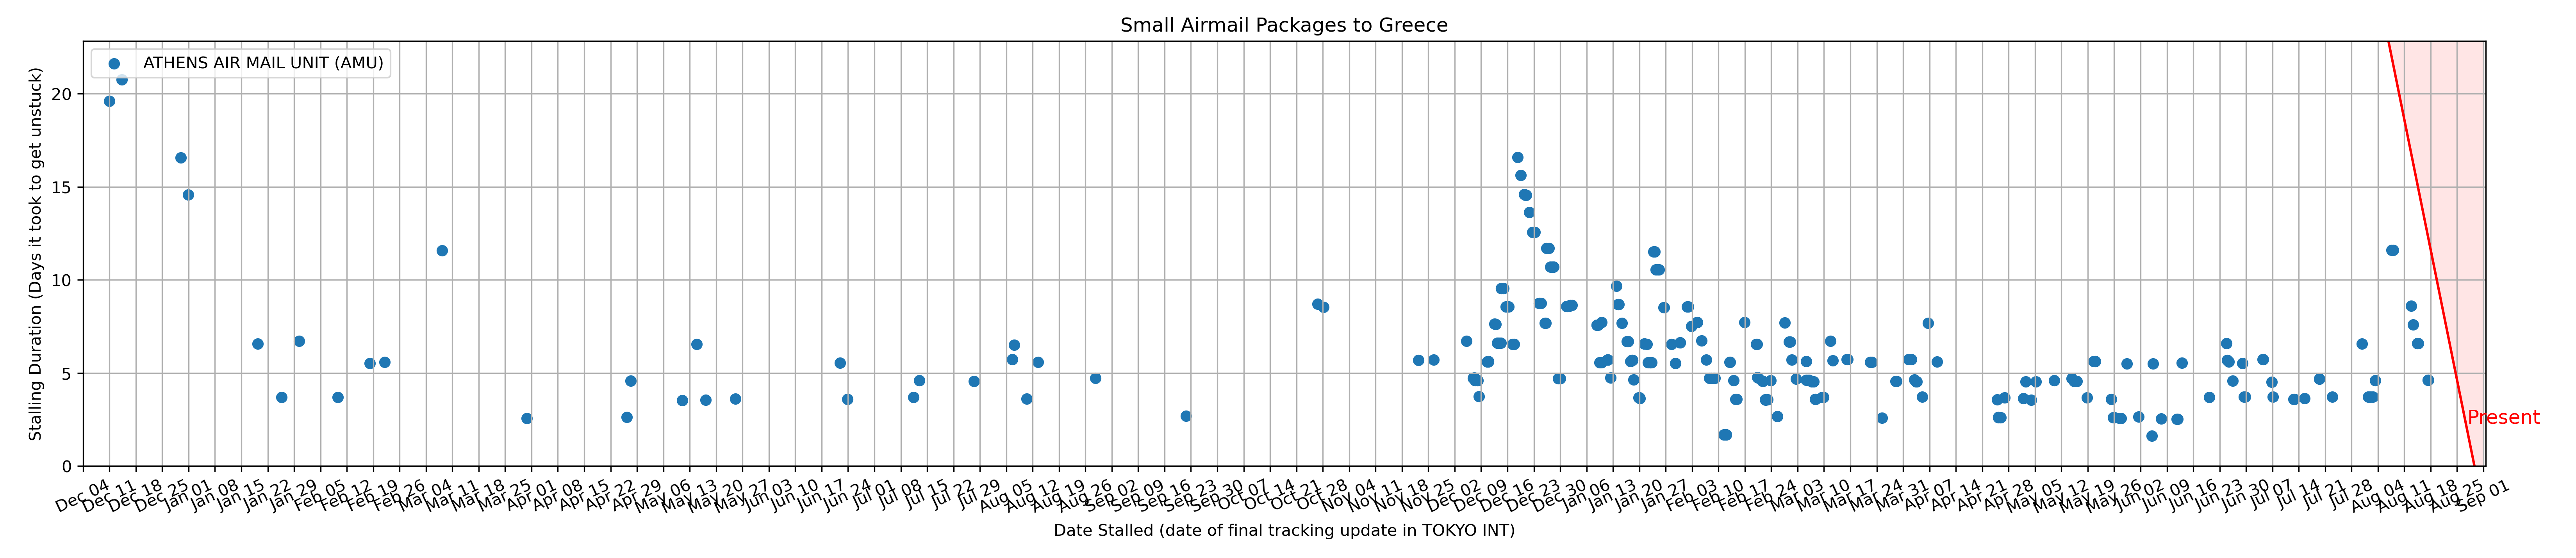 Small Airmail Packages to Greece
ATHENS AIR MAIL UNIT (AMU)
Stalling Duration (Days it took to get unstuck)
20
15
10
5
0
Present
Dec 04
Dec 11
Dec 18
Dec 25
Jan 01
Jan 08
Jan 15
Jan 22
Jan 29
Feb 05
Feb 12
Feb 19
Feb 26
Mar 04
Mar 11
Mar 18
Mar 25
Apr 01
Apr 08
Apr 15
Apr 22
Apr 29
May 06
May 13
May 20
May 27
Jun 03
Jun 10
Jun 17
Jun 24
Jul 01
Jul 08
Jul 15
Jul 22
Jul 29
Aug 05
Aug 12
Aug 19
Aug 26
Sep 02
Sep 09
Sep 16
Sep 23
Sep 30
Oct 07
Oct 14
Oct 21
Oct 28
Nov 04
Nov 11
Nov 18
Nov 25
Dec 02
Dec 09
Dec 16
Dec 23
Dec 30
Jan 06
Jan 13
Jan 20
Jan 27
Feb 03
Feb 10
Feb 17
Feb 24
Mar 03
Mar 10
Mar 17
Mar 24
Mar 31
Apr 07
Apr 14
Apr 21
Apr 28
May 05
May 12
May 19
May 26
Jun 02
Jun 09
Jun 16
Jun 23
Jun 30
Jul 07
Jul 14
Jul 21
Jul 28
Aug 04
Aug 11
Aug 18
Aug 25
Sep 01
Date Stalled (date of final tracking update in TOKYO INT)